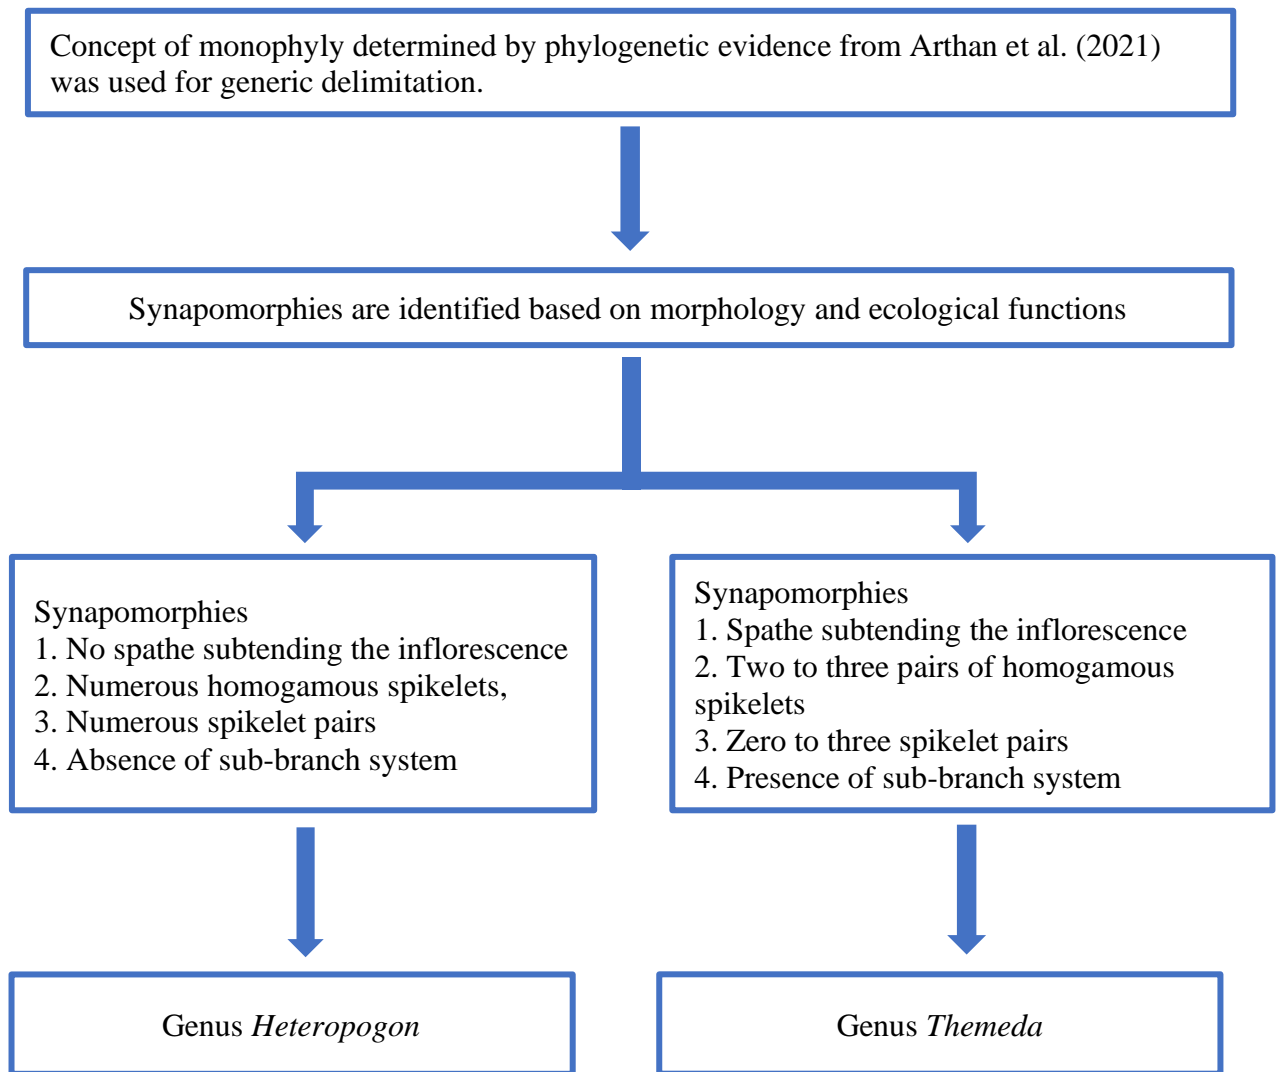 Concept of monophyly determined by phylogenetic evidence from Arthan et al. (2021)
was used for generic delimitation.
Synapomorphies are identified based on morphology and ecological functions
Synapomorphies
1. No spathe subtending the inflorescence
2. Numerous homogamous spikelets,
3. Numerous spikelet pairs
4. Absence of sub-branch system
Synapomorphies
1. Spathe subtending the inflorescence
2. Two to three pairs of homogamous
spikelets
3. Zero to three spikelet pairs
4. Presence of sub-branch system
Genus Heteropogon
Genus Themeda